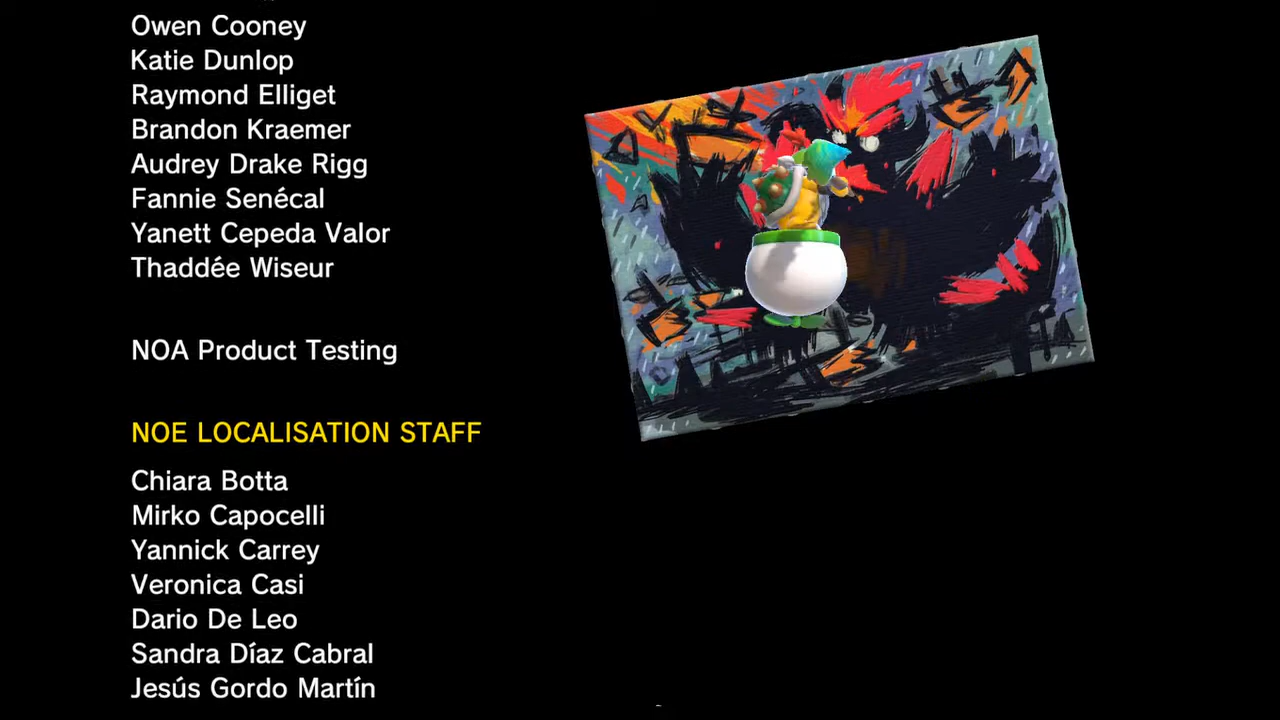 Owen Cooney
Katie Dunlop
Raymond Elliget
Brandon Kraemer
Audrey Drake Rigg
Fannie Senécal
Yanett Cepeda Valor
Thaddée Wiseur
NOA Product Testing
NOE LOCALISATION STAFF
Chiara Botta
Mirko Capocelli
Yannick Carrey
Veronica Casi
Dario De Leo
Sandra Díaz Cabral
Jesús Gordo Martín